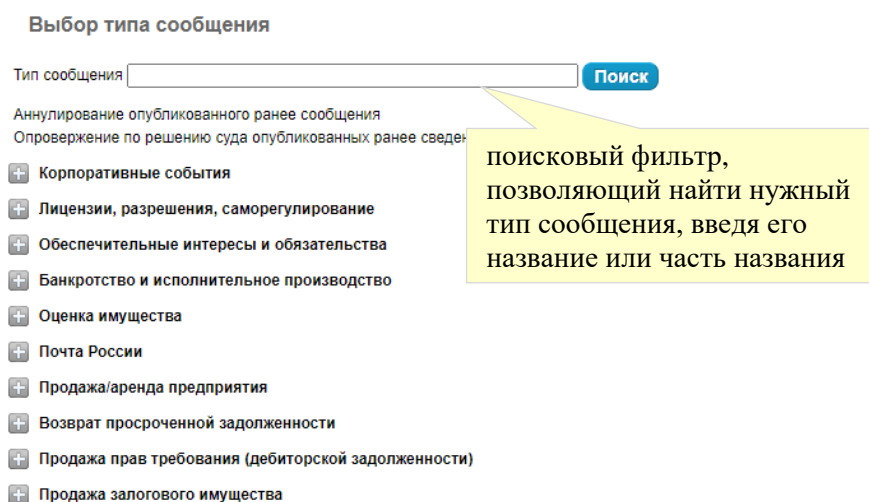 Выбор типа сообщения
Тип сообщения
Поиск
Аннулирование опубликованного ранее сообщения
Опровержение по решению суда опубликованных ранее
поисковый фильтр,
позволяющий найти нужный
тип сообщения, введя его
название или часть названия
Корпоративные события
Лицензии, разрешения, саморегулирование
Обеспечительные интересы и обязательства
Банкротство и исполнительное производство
Оценка имущества
Почта России
Продажа/аренда предприятия
Возврат просроченной задолженности
Продажа прав требования (дебиторской задолженности)
Продажа залогового имущества